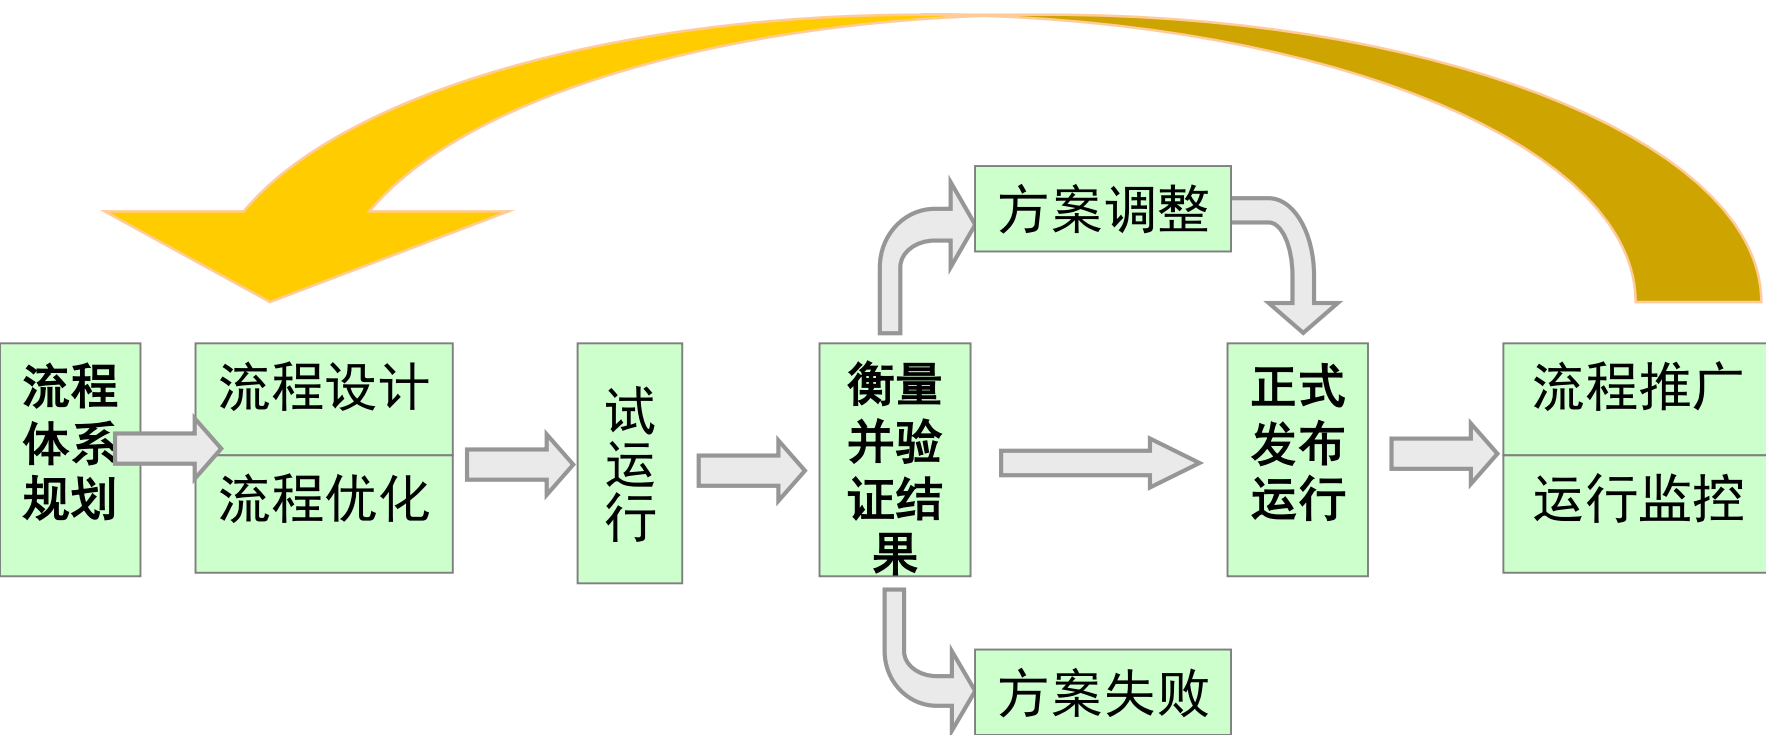 方案调整
流程
体系
规划
流程设计
流程优化
试
运
行
衡量
并验
证结
果
正式
发布
运行
流程推广
运行监控
方案失败